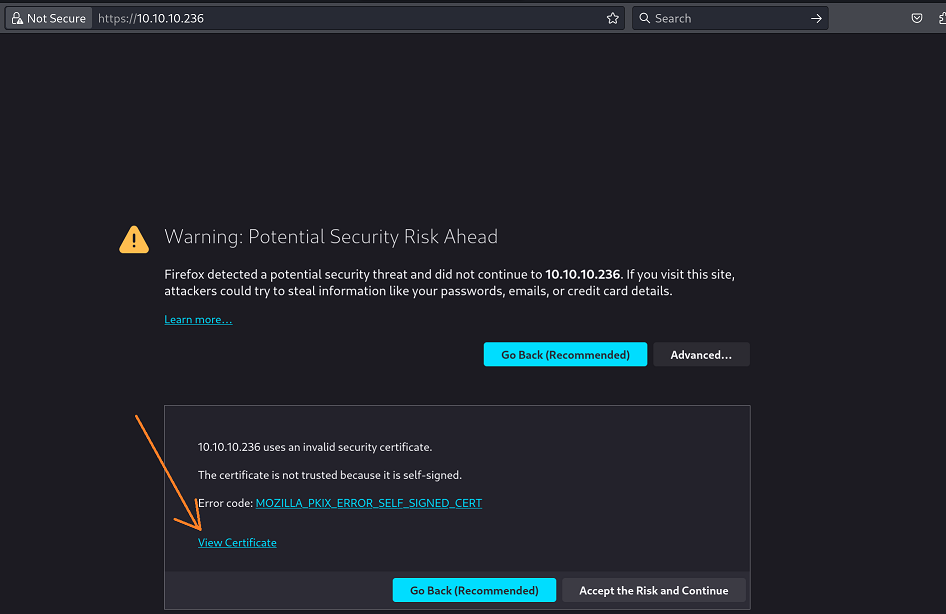 Not Secure https://10.10.10.236 Search
Warning: Potential Security Risk Ahead
Firefox detected a potential security threat and did not continue to 10.10.10.236. If you visit this site,
attackers could try to steal information like your passwords, emails, or credit card details.
Learn more…
Go Back (Recommended) Advanced…
10.10.10.236 uses an invalid security certificate.
The certificate is not trusted because it is self-signed.
Error code: MOZILLA_PKIX_ERROR_SELF_SIGNED_CERT
View Certificate
Go Back (Recommended) Accept the Risk and Continue